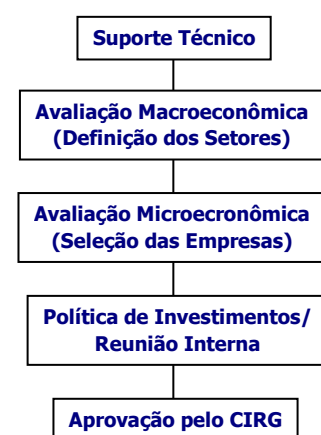 Suporte Técnico
Avaliação Macroeconômica
(Definição dos Setores)
Avaliação Microecronômica
(Seleção das Empresas)
Política de Investimentos/
Reunião Interna
Aprovação pelo CIRG